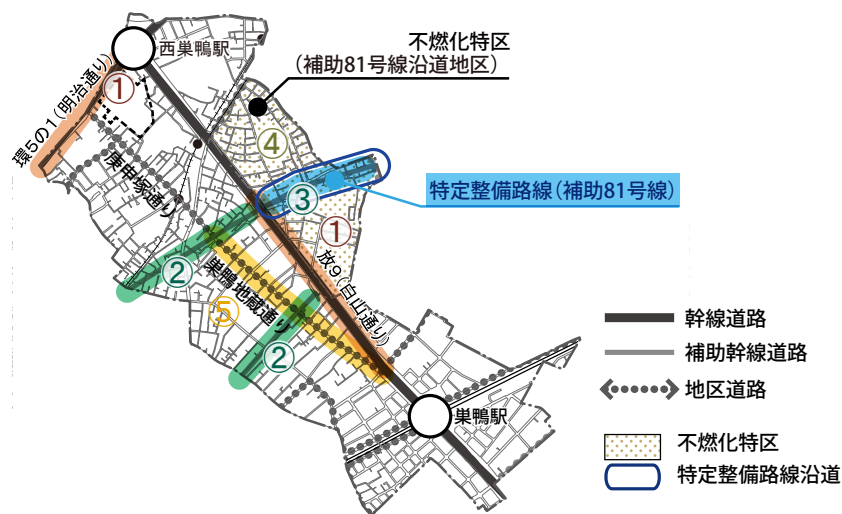 西巣鴨駅
不燃化特区
(補助81号線沿道地区)
①
環5の1(明治通り)
④
庚申塚通り
③
特定整備路線(補助81号線)
①
②
巣鴨地蔵通り
放9(白山通り)
⑤
②
巣鴨駅
幹線道路
補助幹線道路
地区道路
不燃化特区
特定整備路線沿道